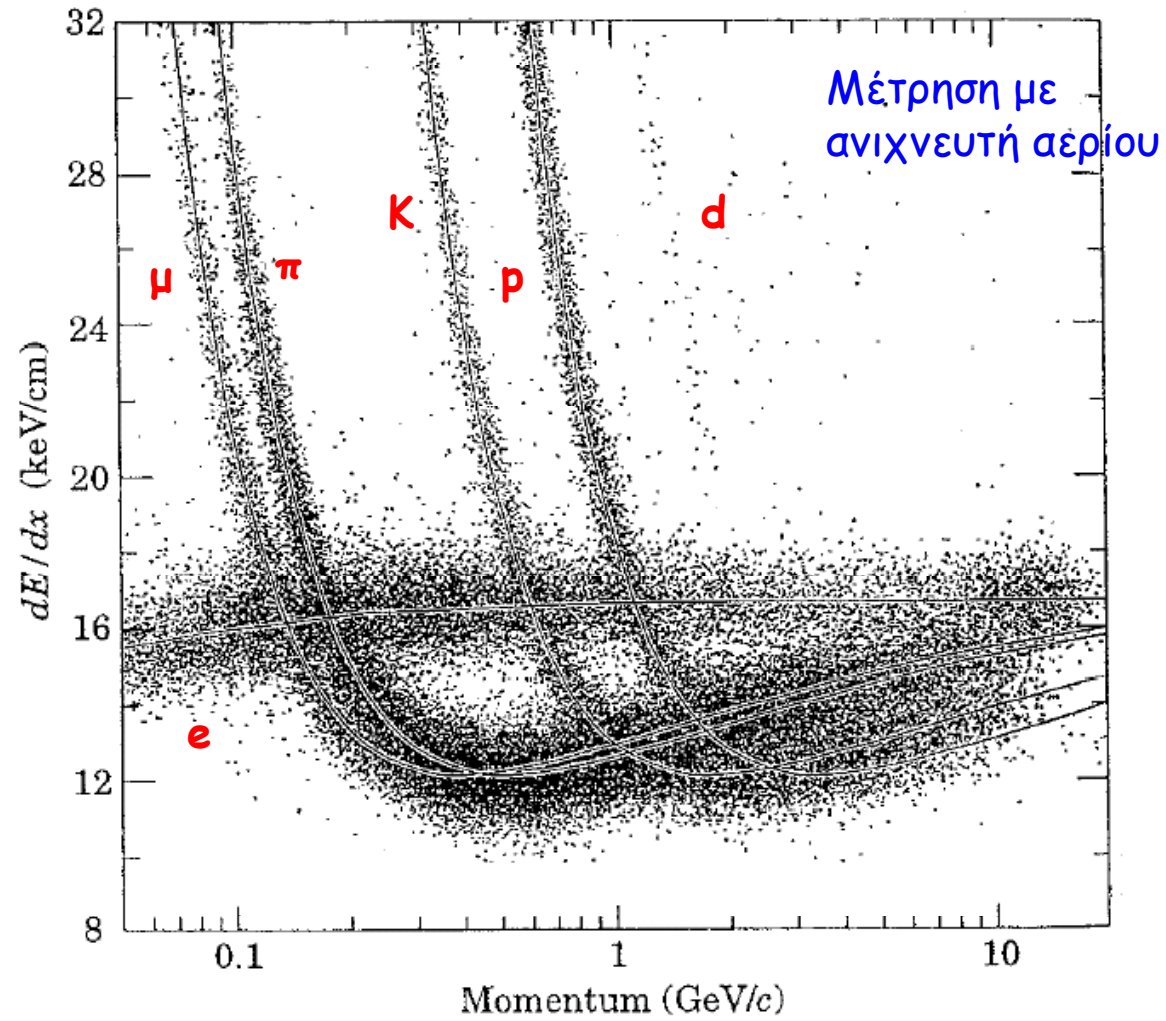 32
28
24
20
16
12
8
dE/dx (keV/cm)
Μέτρηση με
ανιχνευτή αερίου
μ
π
K
p
d
e
0.1
1
10
Momentum (GeV/c)